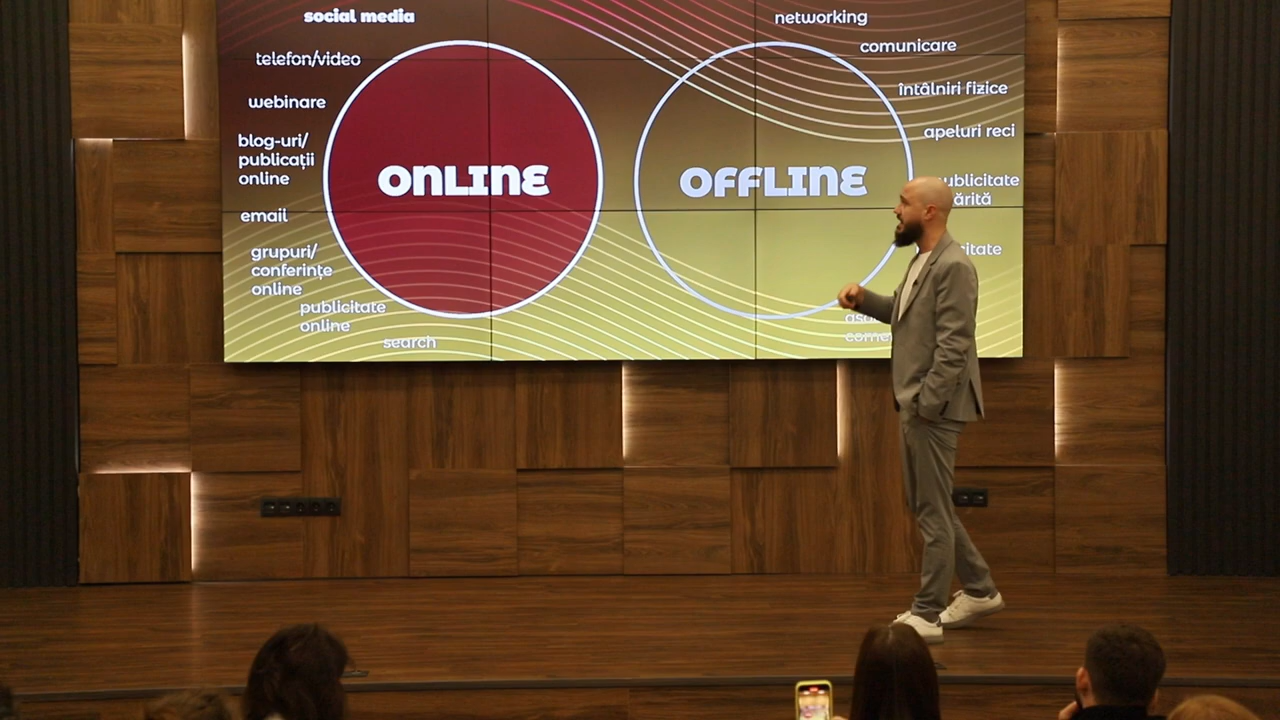 social media
telefon/video
webinare
blog-uri/
publicații
online
email
grupuri/
conferințe
online
publicitate
online
search
ONLINE
OFFLINE
networking
comunicare
întâlniri fizice
apeluri reci